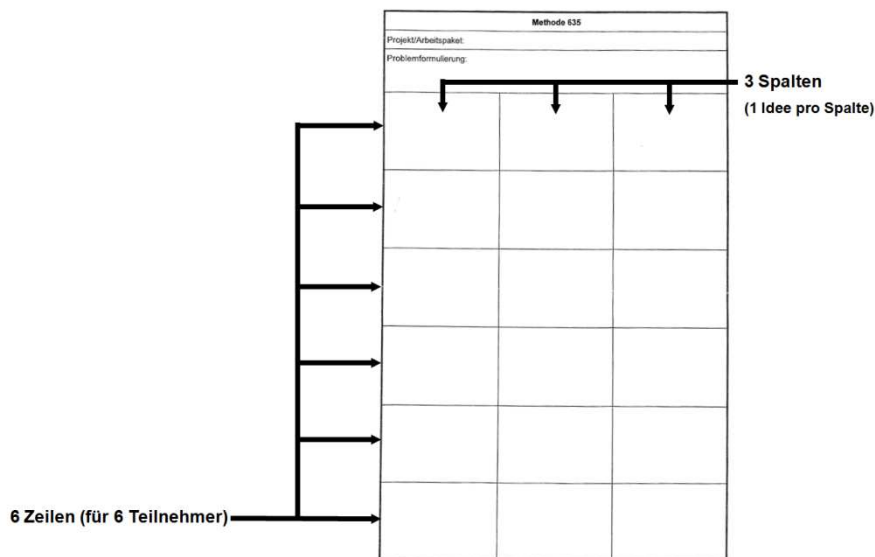 Methode 635
Projekt/Arbeitspaket:
Problemformulierung:
3 Spalten
(1 Idee pro Spalte)
6 Zeilen (für 6 Teilnehmer)